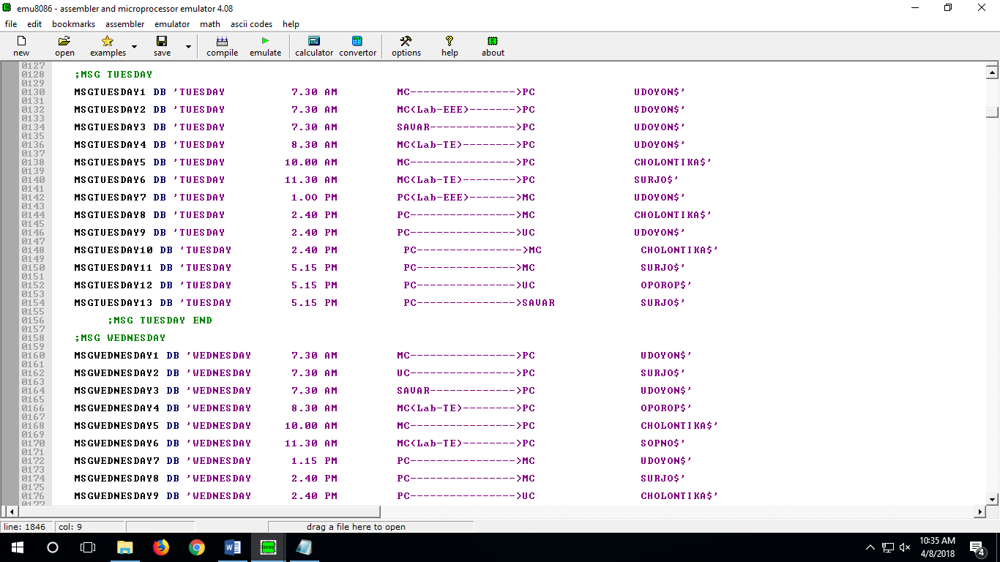 emu8086 - assembler and microprocessor emulator 4.08
file edit bookmarks assembler emulator math ascii codes help
new open examples save compile emulate calculator convertor options help about
0127
0128 ;MSG TUESDAY
0129
0130 MSGTUESDAY1 DB 'TUESDAY 7.30 AM MC---------------->PC UDOYON$'
0131
0132 MSGTUESDAY2 DB 'TUESDAY 7.30 AM MC(Lab-EEE)------->PC UDOYON$'
0133
0134 MSGTUESDAY3 DB 'TUESDAY 7.30 AM SAVAR------------->PC UDOYON$'
0135
0136 MSGTUESDAY4 DB 'TUESDAY 8.30 AM MC(Lab-TE)-------->PC UDOYON$'
0137
0138 MSGTUESDAY5 DB 'TUESDAY 10.00 AM MC---------------->PC CHOLONTIKA$'
0139
0140 MSGTUESDAY6 DB 'TUESDAY 11.30 AM MC(Lab-TE)-------->PC SURJO$'
0141
0142 MSGTUESDAY7 DB 'TUESDAY 1.OO PM PC(Lab-EEE)------->MC UDOYON$'
0143
0144 MSGTUESDAY8 DB 'TUESDAY 2.40 PM PC---------------->MC CHOLONTIKA$'
0145
0146 MSGTUESDAY9 DB 'TUESDAY 2.40 PM PC---------------->UC UDOYON$'
0147
0148 MSGTUESDAY10 DB 'TUESDAY 2.40 PM PC---------------->MC CHOLONTIKA$'
0149
0150 MSGTUESDAY11 DB 'TUESDAY 5.15 PM PC--------------->MC SURJO$'
0151
0152 MSGTUESDAY12 DB 'TUESDAY 5.15 PM PC--------------->UC OPOROP$'
0153
0154 MSGTUESDAY13 DB 'TUESDAY 5.15 PM PC--------------->SAVAR SURJO$'
0155
0156 ;MSG TUESDAY END
0157
0158 ;MSG WEDNESDAY
0159
0160 MSGWEDNESDAY1 DB 'WEDNESDAY 7.30 AM MC---------------->PC UDOYON$'
0161
0162 MSGWEDNESDAY2 DB 'WEDNESDAY 7.30 AM UC---------------->PC SURJO$'
0163
0164 MSGWEDNESDAY3 DB 'WEDNESDAY 7.30 AM SAVAR------------->PC UDOYON$'
0165
0166 MSGWEDNESDAY4 DB 'WEDNESDAY 8.30 AM MC(Lab-TE)-------->PC OPOROP$'
0167
0168 MSGWEDNESDAY5 DB 'WEDNESDAY 10.00 AM MC---------------->PC CHOLONTIKA$'
0169
0170 MSGWEDNESDAY6 DB 'WEDNESDAY 11.30 AM MC(Lab-TE)-------->PC SOPNO$'
0171
0172 MSGWEDNESDAY7 DB 'WEDNESDAY 1.15 PM PC---------------->MC UDOYON$'
0173
0174 MSGWEDNESDAY8 DB 'WEDNESDAY 2.40 PM PC---------------->MC SURJO$'
0175
0176 MSGWEDNESDAY9 DB 'WEDNESDAY 2.40 PM PC---------------->UC CHOLONTIKA$'
0177
line: 1846 col: 9 drag a file here to open
8086
10:35 AM
4/8/2018
4